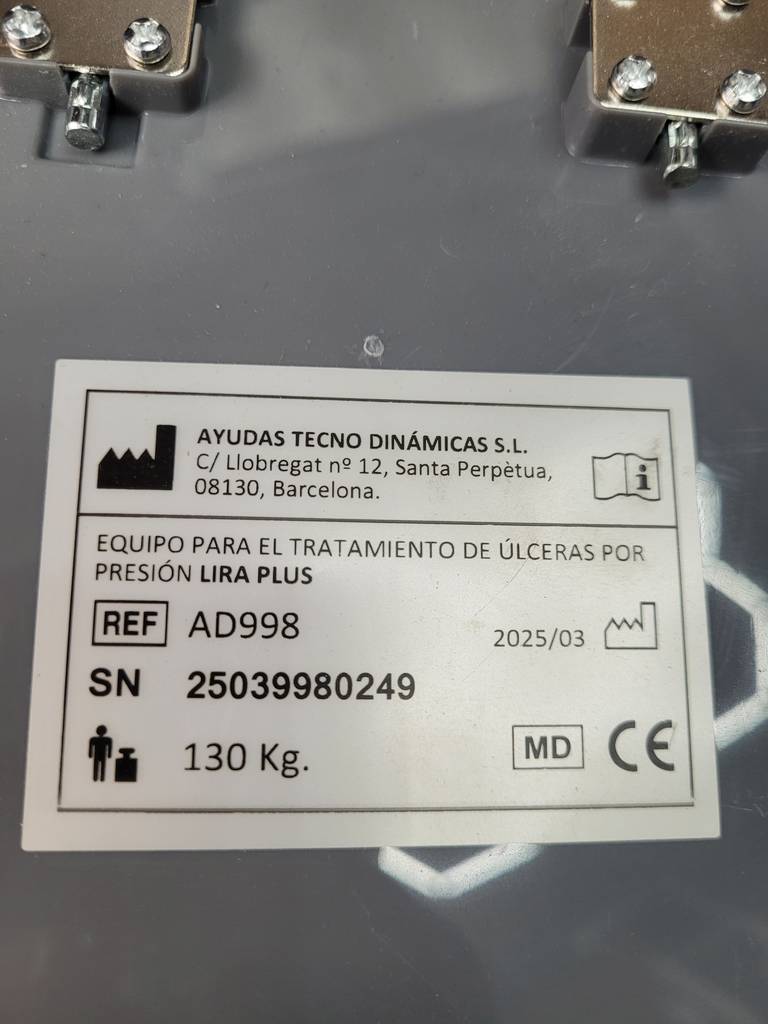 AYUDAS TECNO DINÁMICAS S.L.
C/ Llobregat nº 12, Santa Perpètua,
08130, Barcelona.
i
EQUIPO PARA EL TRATAMIENTO DE ÚLCERAS POR
PRESIÓN LIRA PLUS
REF AD998
2025/03
SN 25039980249
130 Kg.
MD CE